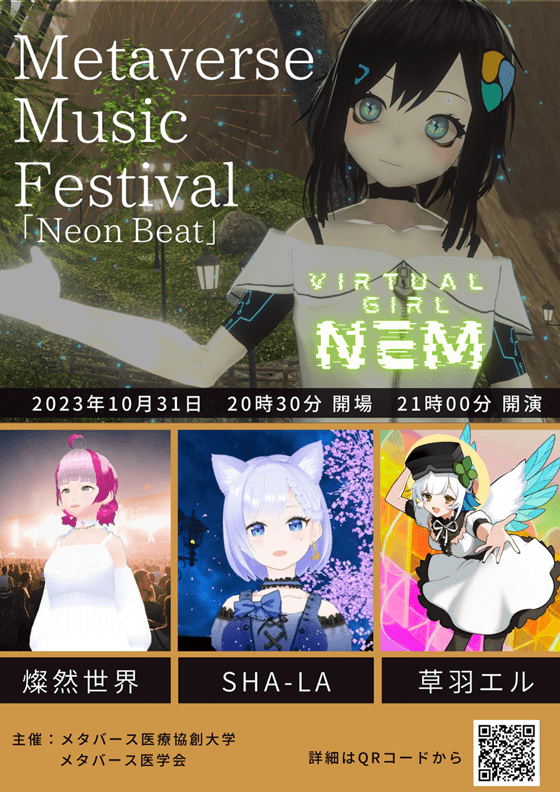 Metaverse
Music
Festival
「Neon Beat」
VIRTUAL
GIRL
NEM
2023年10月31日　20時30分 開場　21時00分 開演
燦然世界
SHA-LA
草羽エル
主催：メタバース医療協創大学
メタバース医学会
詳細はQRコードから